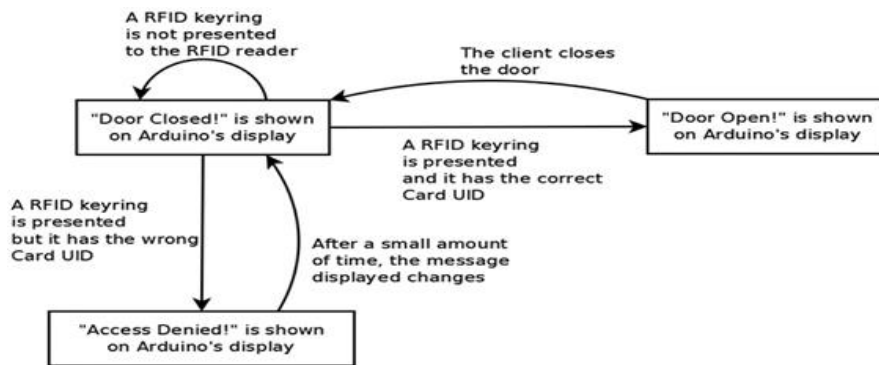 A RFID keyring
is not presented
to the RFID reader
The client closes
the door
"Door Closed!" is shown
on Arduino's display
"Door Open!" is shown
on Arduino's display
A RFID keyring
is presented
and it has the correct
Card UID
A RFID keyring
is presented
but it has the wrong
Card UID
After a small amount
of time, the message
displayed changes
"Access Denied!" is shown
on Arduino's display